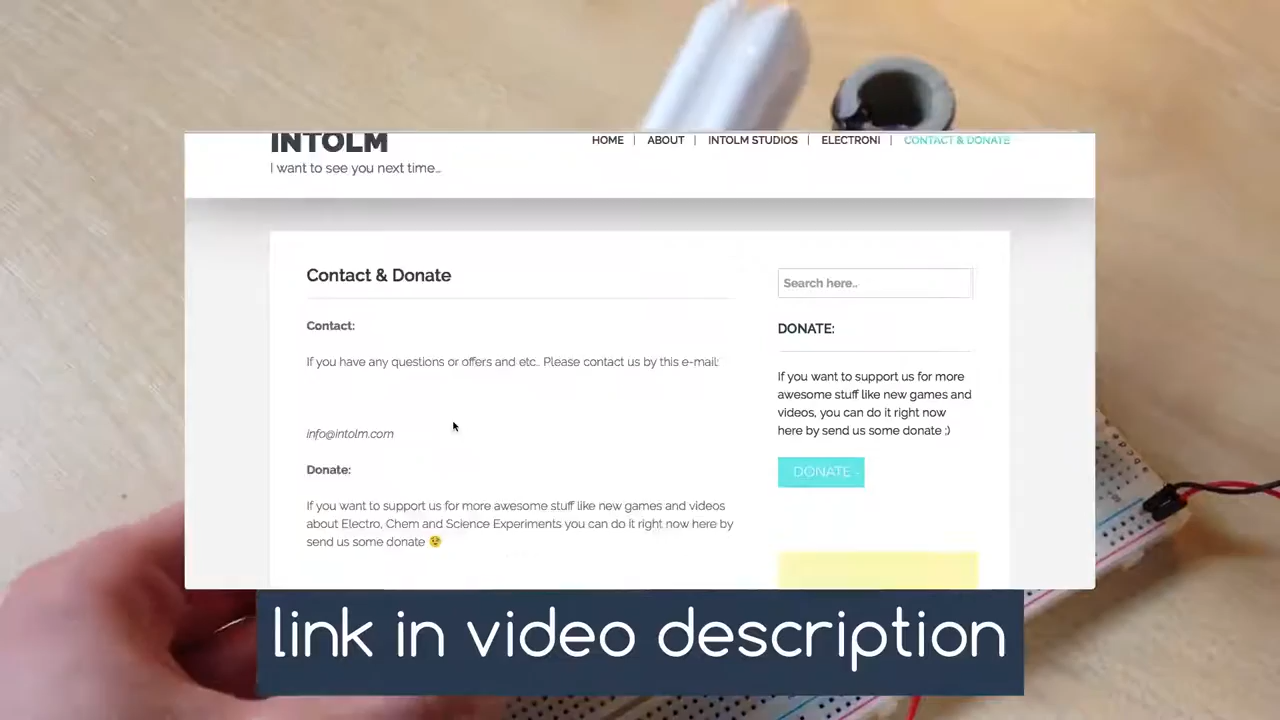 INTOLM
I want to see you next time...
HOME | ABOUT | INTOLM STUDIOS | ELECTRONI | CONTACT & DONATE
Contact & Donate
Contact:
If you have any questions or offers and etc.. Please contact us by this e-mail:
info@intolm.com
Donate:
If you want to support us for more awesome stuff like new games and videos
about Electro, Chem and Science Experiments you can do it right now here by
send us some donate 😉
Search here..
DONATE:
If you want to support us for more
awesome stuff like new games and
videos, you can do it right now
here by send us some donate ;)
DONATE
link in video description